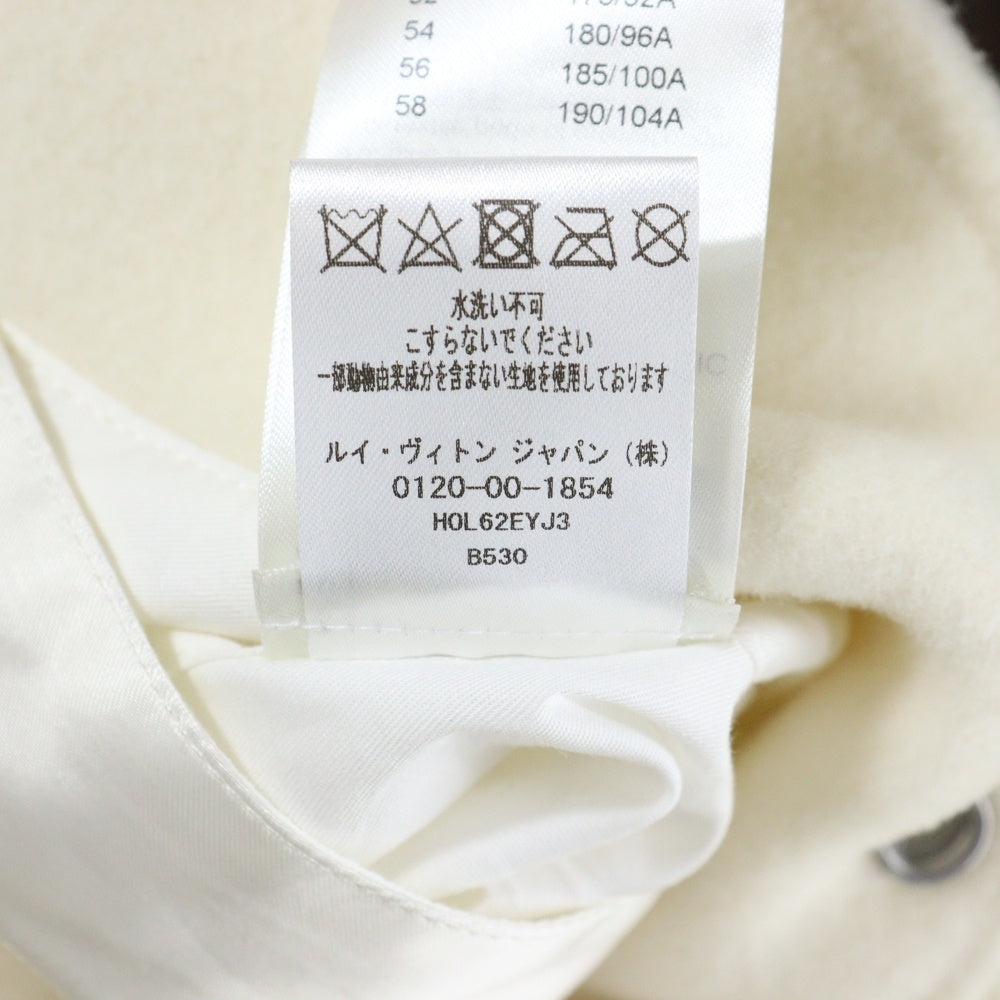 54 180/96A
56 185/100A
58 190/104A
水洗い不可
こすらないでください
一部動物由来成分を含まない生地を使用しております
ルイ・ヴィトン ジャパン (株)
0120-00-1854
HOL62EYJ3
B530